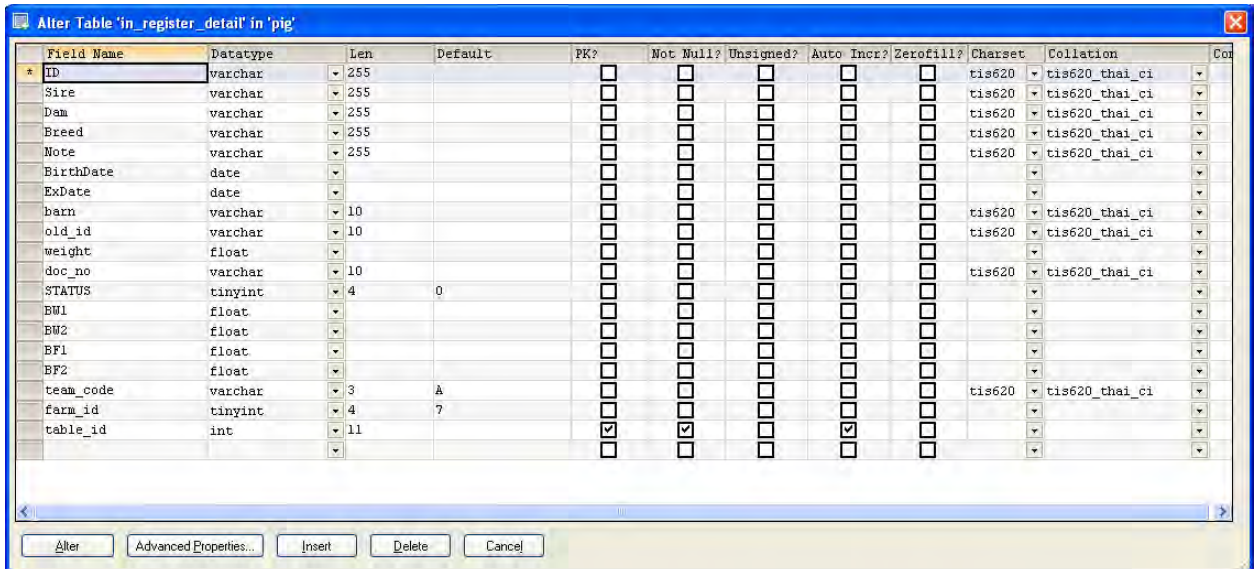 Alter Table 'in_register_detail' in 'pig'
Field Name Datatype Len Default PK? Not Null? Unsigned? Auto Incr? Zerofill? Charset Collation Co
* ID varchar 255 tis620 tis620_thai_ci
Sire varchar 255 tis620 tis620_thai_ci
Dam varchar 255 tis620 tis620_thai_ci
Breed varchar 255 tis620 tis620_thai_ci
Note varchar 255 tis620 tis620_thai_ci
BirthDate date
ExDate date
barn varchar 10 tis620 tis620_thai_ci
old_id varchar 10 tis620 tis620_thai_ci
weight float
doc_no varchar 10 tis620 tis620_thai_ci
STATUS tinyint 4 0
BW1 float
BW2 float
BF1 float
BF2 float
team_code varchar 3 A tis620 tis620_thai_ci
farm_id tinyint 4 7
table_id int 11
Alter Advanced Properties... Insert Delete Cancel